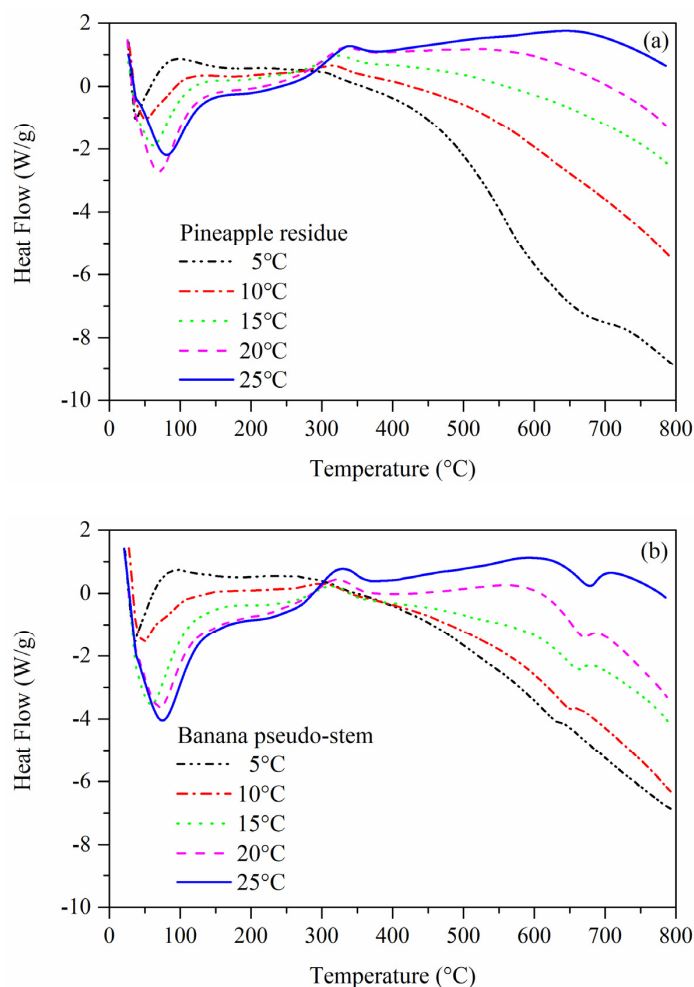 (a)
2
0
-2
-4
-6
-8
-10
Heat Flow (W/g)
Pineapple residue
5°C
10°C
15°C
20°C
25°C
0 100 200 300 400 500 600 700 800
Temperature (°C)
(b)
2
0
-2
-4
-6
-8
-10
Heat Flow (W/g)
Banana pseudo-stem
5°C
10°C
15°C
20°C
25°C
0 100 200 300 400 500 600 700 800
Temperature (°C)